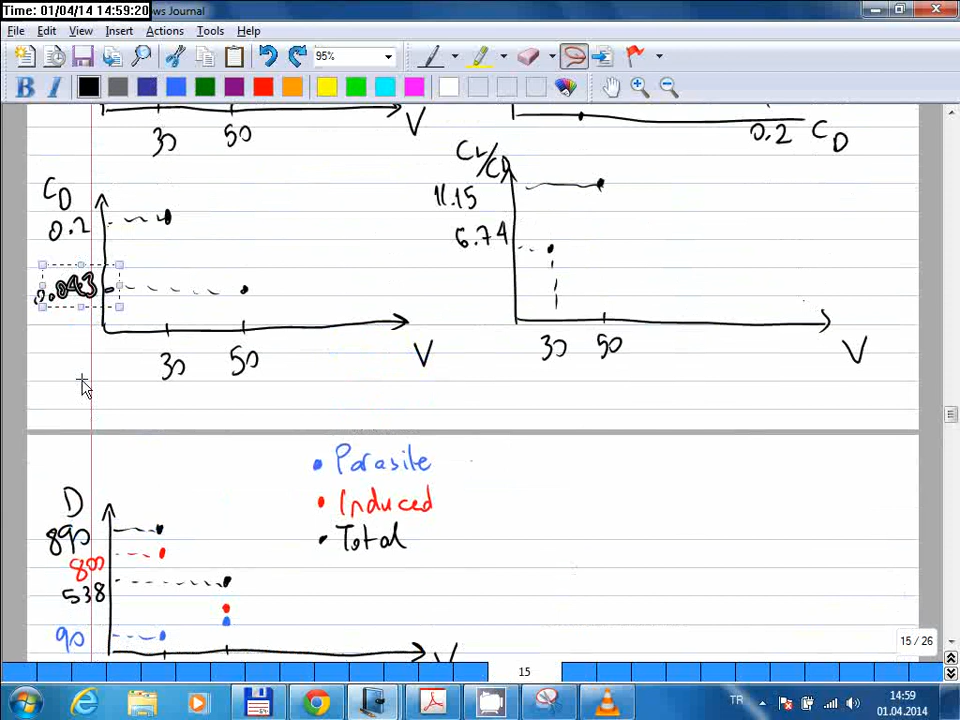 Time: 01/04/14 14:59:20
ws Journal
File Edit View Insert Actions Tools Help
95%
B I
30 50 V
0.2 CD
CD
0.2
0.043
30 50 V
CL/CD
11.15
6.74
30 50 V
• Parasite
• Induced
• Total
D
890
800
538
90
V
15 / 26
15
TR
14:59
01.04.2014